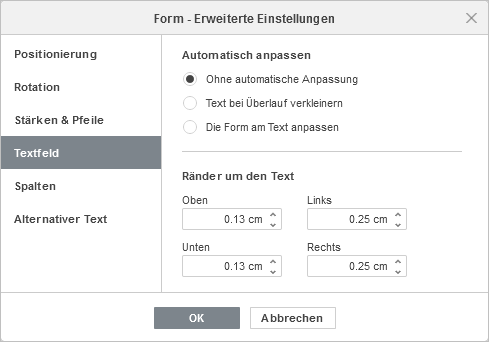 Form - Erweiterte Einstellungen
Positionierung
Rotation
Stärken & Pfeile
Textfeld
Spalten
Alternativer Text
Automatisch anpassen
Ohne automatische Anpassung
Text bei Überlauf verkleinern
Die Form am Text anpassen
Ränder um den Text
Oben Links
0.13 cm 0.25 cm
Unten Rechts
0.13 cm 0.25 cm
OK Abbrechen